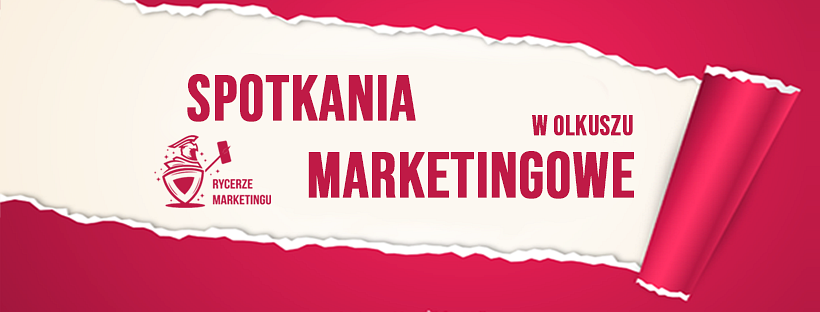 SPOTKANIA
W OLKUSZU
MARKETINGOWE
RYCERZE
MARKETINGU